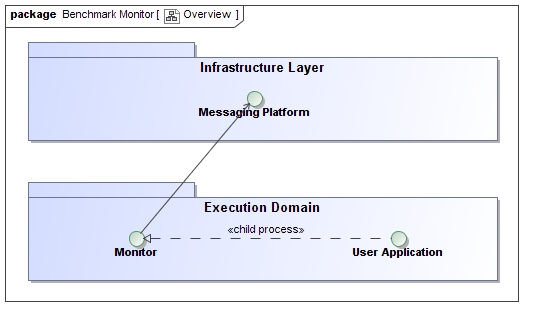 package Benchmark Monitor [ Overview ]
Infrastructure Layer
Messaging Platform
Execution Domain
«child process»
Monitor
User Application